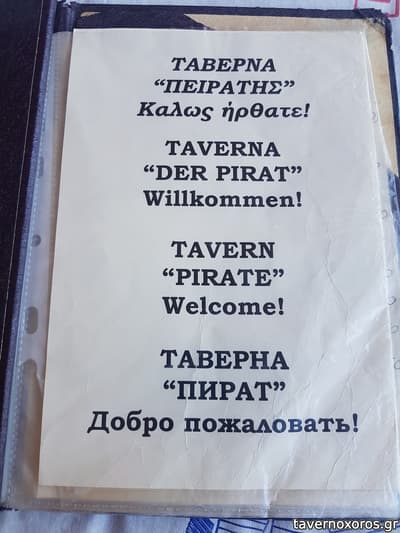 ΤΑΒΕΡΝΑ
“ΠΕΙΡΑΤΗΣ”
Καλως ήρθατε!
TAVERNA
“DER PIRAT”
Willkommen!
TAVERN
“PIRATE”
Welcome!
ТАВЕРНА
“ПИРАТ”
Добро пожаловать!
tavernoxoros.gr